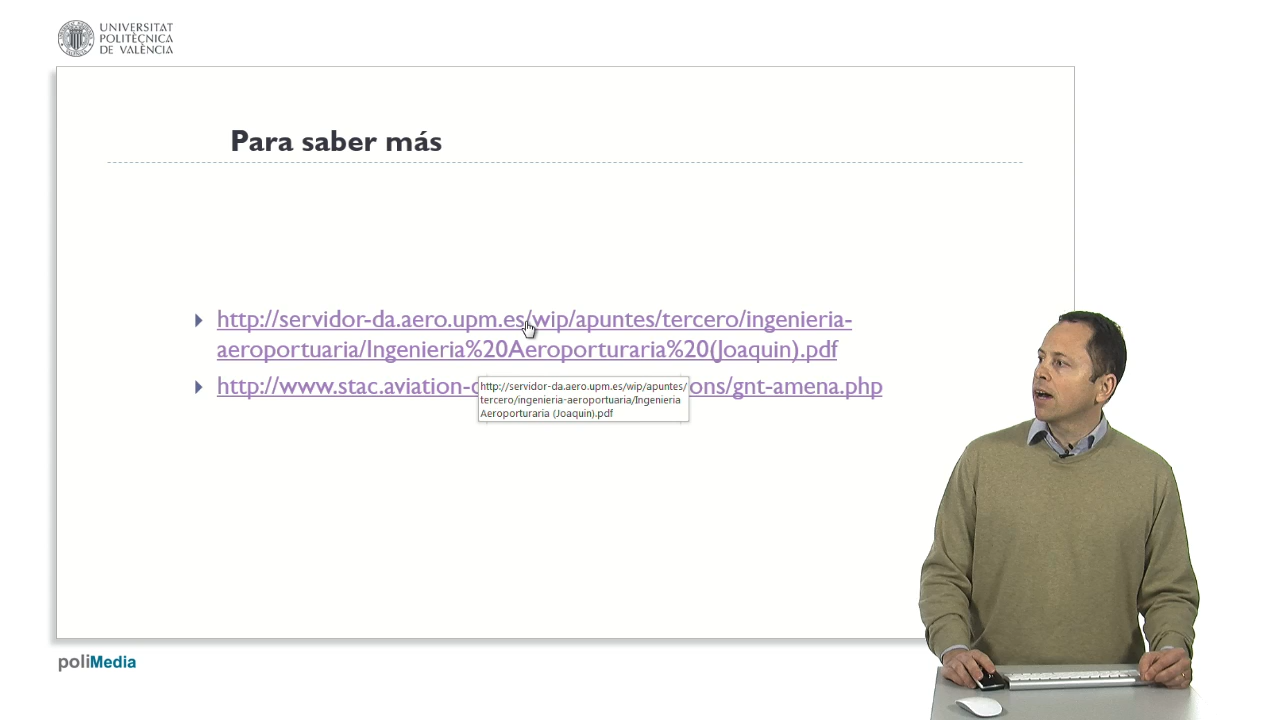 UNIVERSITAT
POLITÈCNICA
DE VALÈNCIA
Para saber más
http://servidor-da.aero.upm.es/wip/apuntes/tercero/ingenieria-
aeroportuaria/Ingenieria%20Aeroporturaria%20(Joaquin).pdf
http://www.stac.aviation-c ons/gnt-amena.php
http://servidor-da.aero.upm.es/wip/apuntes/
tercero/ingenieria-aeroportuaria/Ingenieria
Aeroporturaria (Joaquin).pdf
poliMedia